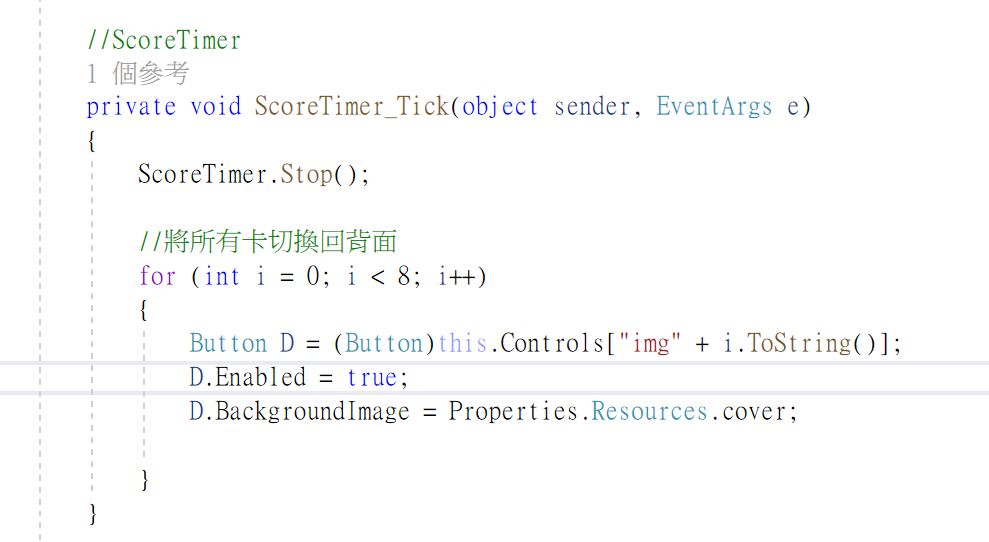 //ScoreTimer
1 個參考
private void ScoreTimer_Tick(object sender, EventArgs e)
{
ScoreTimer.Stop();
//將所有卡切換回背面
for (int i = 0; i < 8; i++)
{
Button D = (Button)this.Controls["img" + i.ToString()];
D.Enabled = true;
D.BackgroundImage = Properties.Resources.cover;
}
}